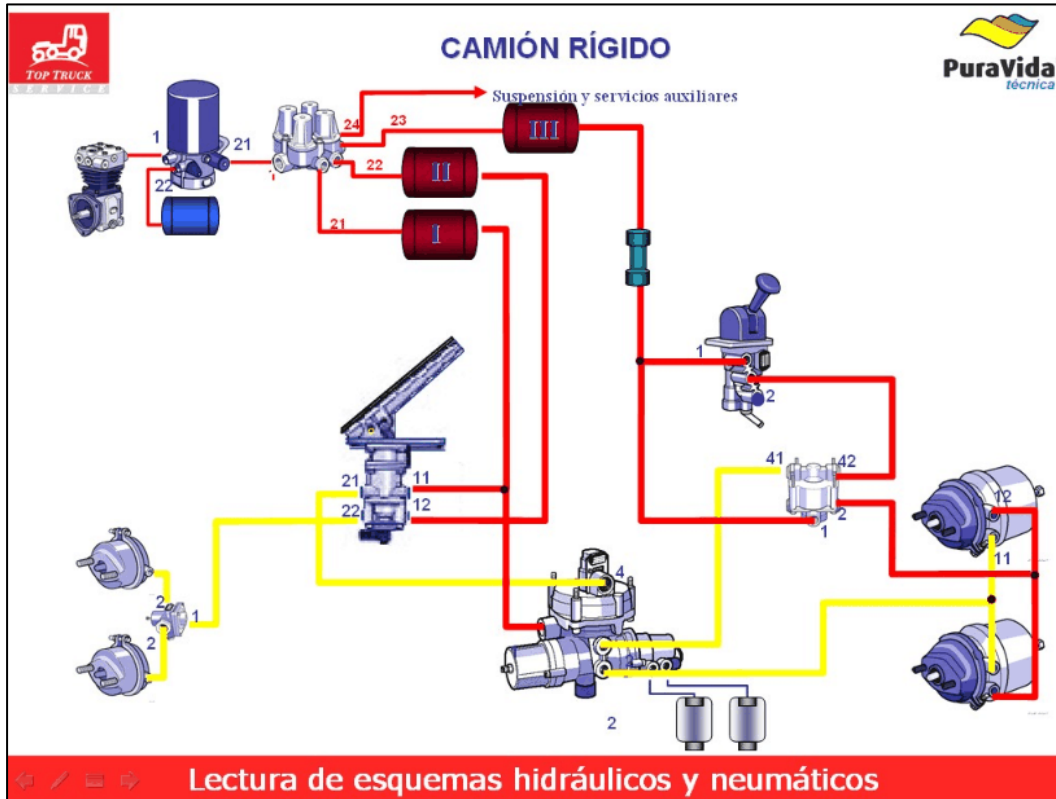 TOP TRUCK
SERVICE
CAMIÓN RÍGIDO
PuraVida
técnica
Suspensión y servicios auxiliares
1
21
22
24
23
22
21
1
III
II
I
1
2
21
11
22
12
41
42
2
1
12
11
2
1
2
4
2
Lectura de esquemas hidráulicos y neumáticos